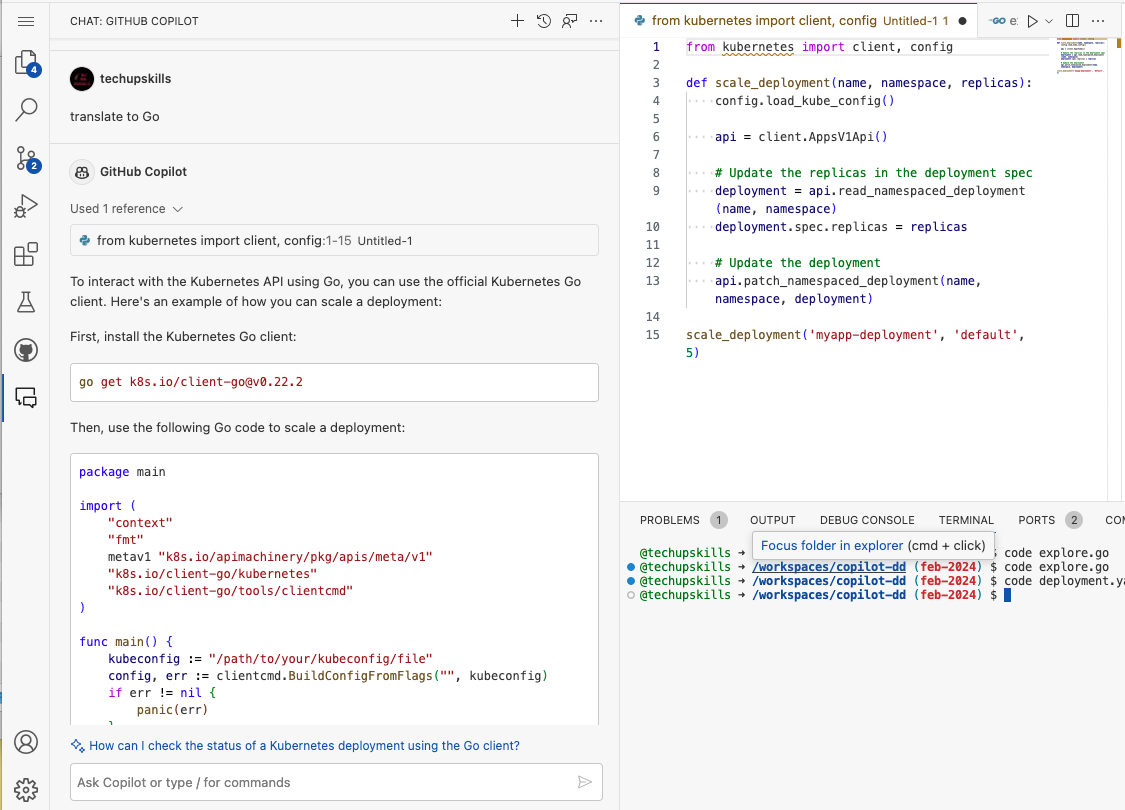 CHAT: GITHUB COPILOT
4
2
techupskills
translate to Go
GitHub Copilot
Used 1 reference
from kubernetes import client, config:1-15 Untitled-1
To interact with the Kubernetes API using Go, you can use the official Kubernetes Go
client. Here's an example of how you can scale a deployment:
First, install the Kubernetes Go client:
go get k8s.io/client-go@v0.22.2
Then, use the following Go code to scale a deployment:
package main
import (
"context"
"fmt"
metav1 "k8s.io/apimachinery/pkg/apis/meta/v1"
"k8s.io/client-go/kubernetes"
"k8s.io/client-go/tools/clientcmd"
)
func main() {
kubeconfig := "/path/to/your/kubeconfig/file"
config, err := clientcmd.BuildConfigFromFlags("", kubeconfig)
if err != nil {
panic(err)
}
How can I check the status of a Kubernetes deployment using the Go client?
Ask Copilot or type / for commands
from kubernetes import client, config Untitled-1 1
GO e
1 from kubernetes import client, config
2
3 def scale_deployment(name, namespace, replicas):
4 ····config.load_kube_config()
5
6 ····api = client.AppsV1Api()
7
8 ····# Update the replicas in the deployment spec
9 ····deployment = api.read_namespaced_deployment
(name, namespace)
10 ····deployment.spec.replicas = replicas
11
12 ····# Update the deployment
13 ····api.patch_namespaced_deployment(name,
namespace, deployment)
14
15 scale_deployment('myapp-deployment', 'default',
5)
PROBLEMS 1 OUTPUT DEBUG CONSOLE TERMINAL PORTS 2 COM
Focus folder in explorer (cmd + click)
@techupskills → $ code explore.go
@techupskills → /workspaces/copilot-dd (feb-2024) $ code explore.go
@techupskills → /workspaces/copilot-dd (feb-2024) $ code deployment.ya
@techupskills → /workspaces/copilot-dd (feb-2024) $